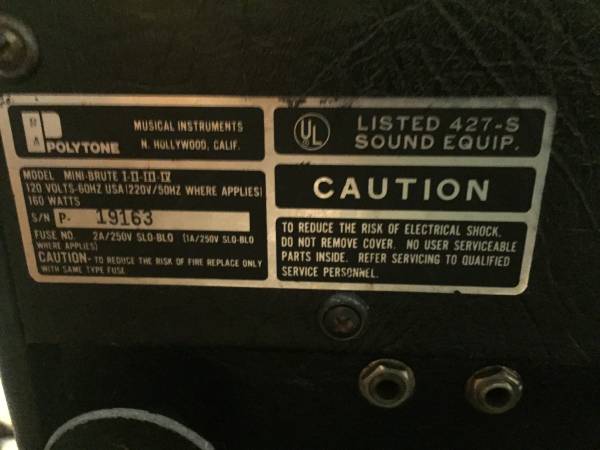 M
A
POLYTONE
MUSICAL INSTRUMENTS
N. HOLLYWOOD, CALIF.
MODEL MINI-BRUTE I-II-III-IV
120 VOLTS-60HZ USA (220V/50HZ WHERE APPLIES)
160 WATTS
S/N P- 19163
FUSE NO. 2A/250V SLO-BLO (1A/250V SLO-BLO
WHERE APPLIES)
CAUTION- TO REDUCE THE RISK OF FIRE REPLACE ONLY
WITH SAME TYPE FUSE
UL
LISTED 427-S
SOUND EQUIP.
CAUTION
TO REDUCE THE RISK OF ELECTRICAL SHOCK,
DO NOT REMOVE COVER. NO USER SERVICEABLE
PARTS INSIDE. REFER SERVICING TO QUALIFIED
SERVICE PERSONNEL.